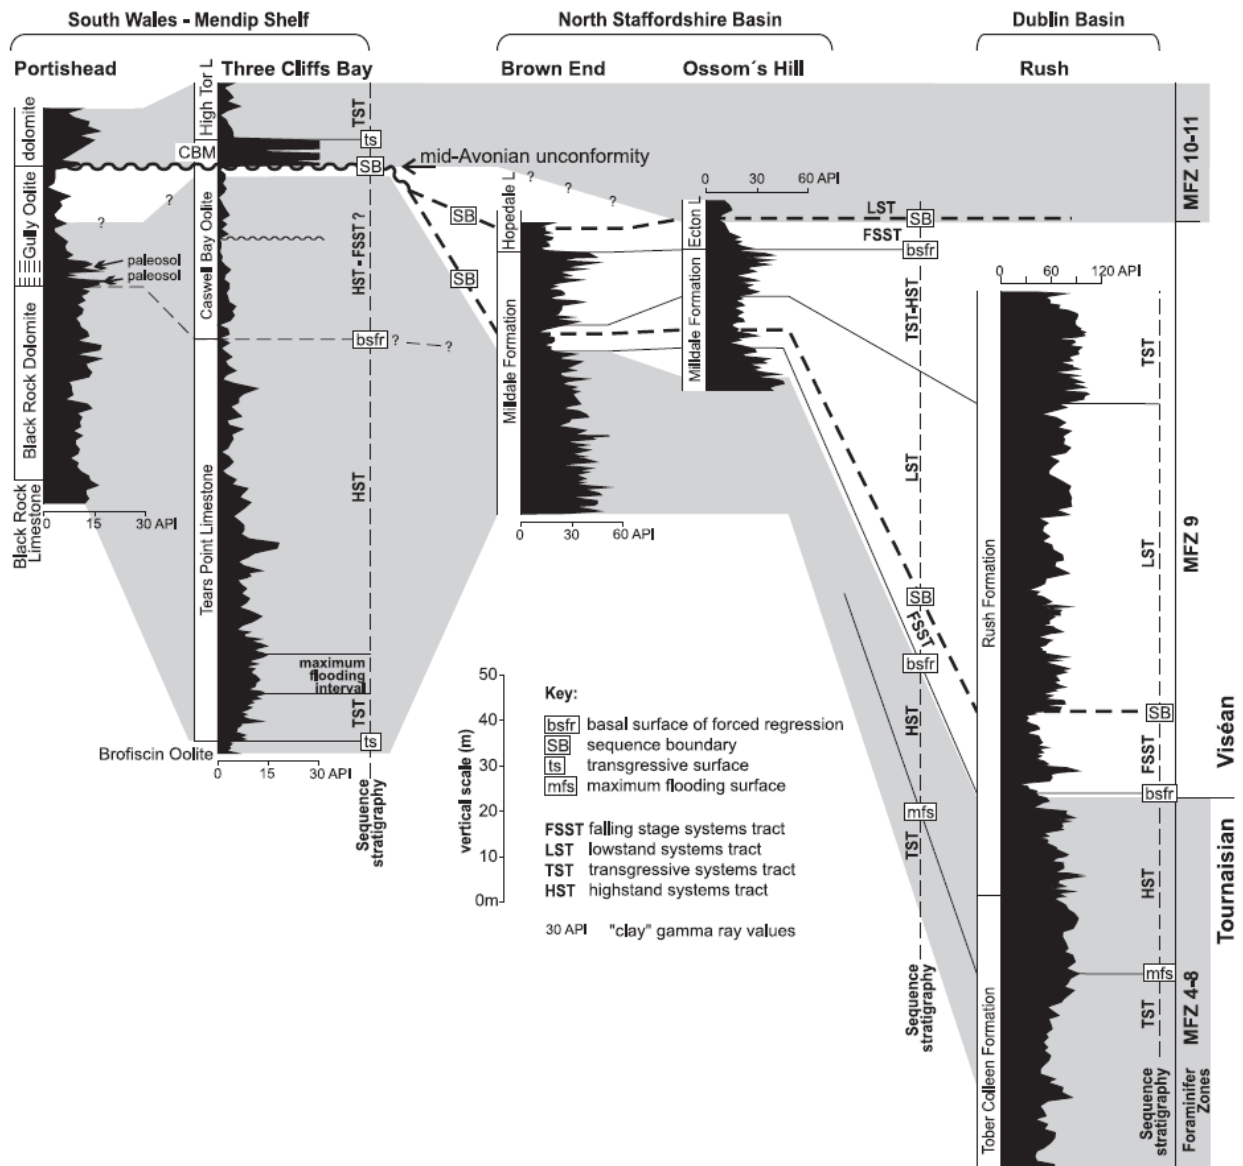 South Wales - Mendip Shelf
North Staffordshire Basin
Dublin Basin
Portishead
Three Cliffs Bay
Brown End
Ossom´s Hill
Rush
dolomite
Gully Oolite
Black Rock Dolomite
Black Rock
Limestone
paleosol
paleosol
?
?
0 15 30 API
High Tor L
CBM
Caswell Bay Oolite
Tears Point Limestone
Brofiscin Oolite
0 15 30 API
TST
ts
SB
HST - FSST ?
bsfr
? ?
HST
maximum
flooding
interval
TST
ts
Sequence
stratigraphy
mid-Avonian unconformity
? ? ?
SB
SB
Hopedale L
Milldale Formation
0 30 60 API
0 30 60 API
Ecton L
Milldale Formation
LST
SB
FSST
bsfr
TST-HST
LST
SB
FSST
bsfr
HST
mfs
TST
Sequence
stratigraphy
0 60 120 API
Rush Formation
Tober Colleen Formation
TST
LST
SB
FSST
bsfr
HST
mfs
TST
Sequence
stratigraphy
MFZ 10-11
MFZ 9
MFZ 4-8
Foraminifer
Zones
Viséan
Tournaisian
vertical scale (m)
50
40
30
20
10
0m
Key:
bsfr basal surface of forced regression
SB sequence boundary
ts transgressive surface
mfs maximum flooding surface
FSST falling stage systems tract
LST lowstand systems tract
TST transgressive systems tract
HST highstand systems tract
30 API "clay" gamma ray values